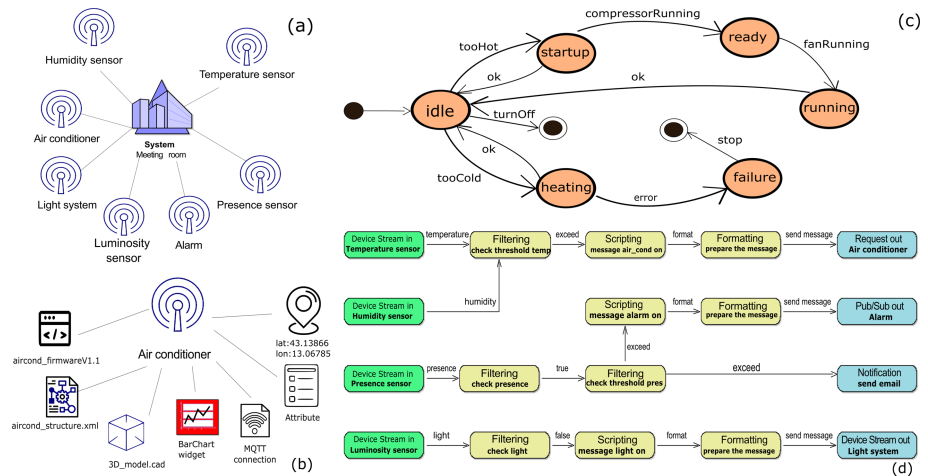 (a)
Humidity sensor
Temperature sensor
Air conditioner
System
Meeting room
Light system
Presence sensor
Luminosity
sensor
Alarm
(b)
Air conditioner
aircond_firmwareV1.1
lat:43.13866
lon:13.06785
aircond_structure.xml
3D_model.cad
BarChart
widget
MQTT
connection
Attribute
(c)
compressorRunning
ready
tooHot
startup
fanRunning
ok
ok
running
idle
turnOff
ok
stop
tooCold
heating
error
failure
(d)
Device Stream in
Temperature sensor
temperature
Filtering
check threshold temp
exceed
Scripting
message air_cond on
format
Formatting
prepare the message
send message
Request out
Air conditioner
Device Stream in
Humidity sensor
humidity
Scripting
message alarm on
format
Formatting
prepare the message
send message
Pub/Sub out
Alarm
exceed
Device Stream in
Presence sensor
presence
Filtering
check presence
true
Filtering
check threshold pres
exceed
Notification
send email
Device Stream in
Luminosity sensor
light
Filtering
check light
false
Scripting
message light on
format
Formatting
prepare the message
send message
Device Stream out
Light system